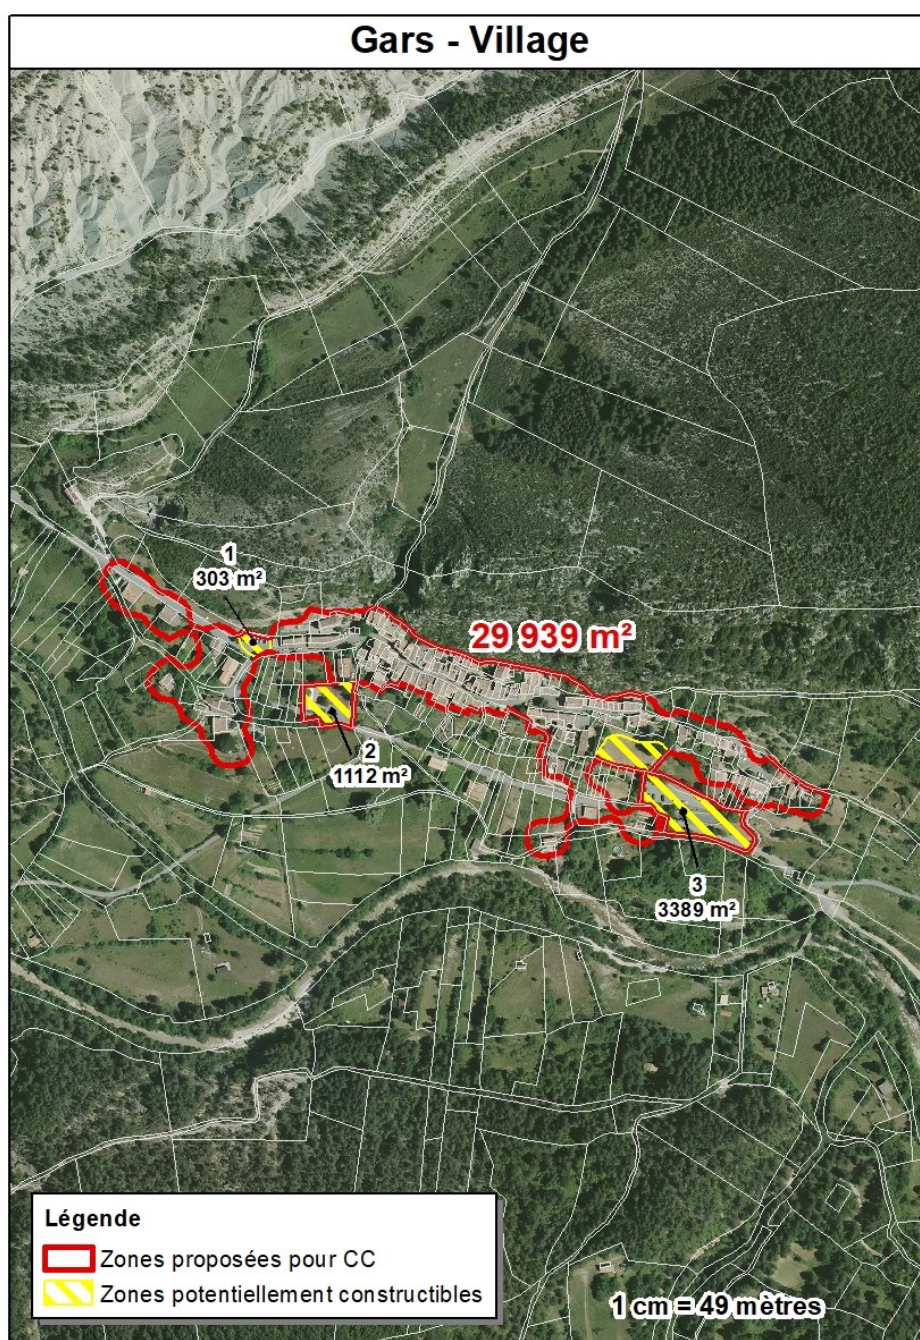 Gars - Village
1
303 m²
29 939 m²
2
1112 m²
3
3389 m²
Légende
Zones proposées pour CC
Zones potentiellement constructibles
1 cm = 49 mètres